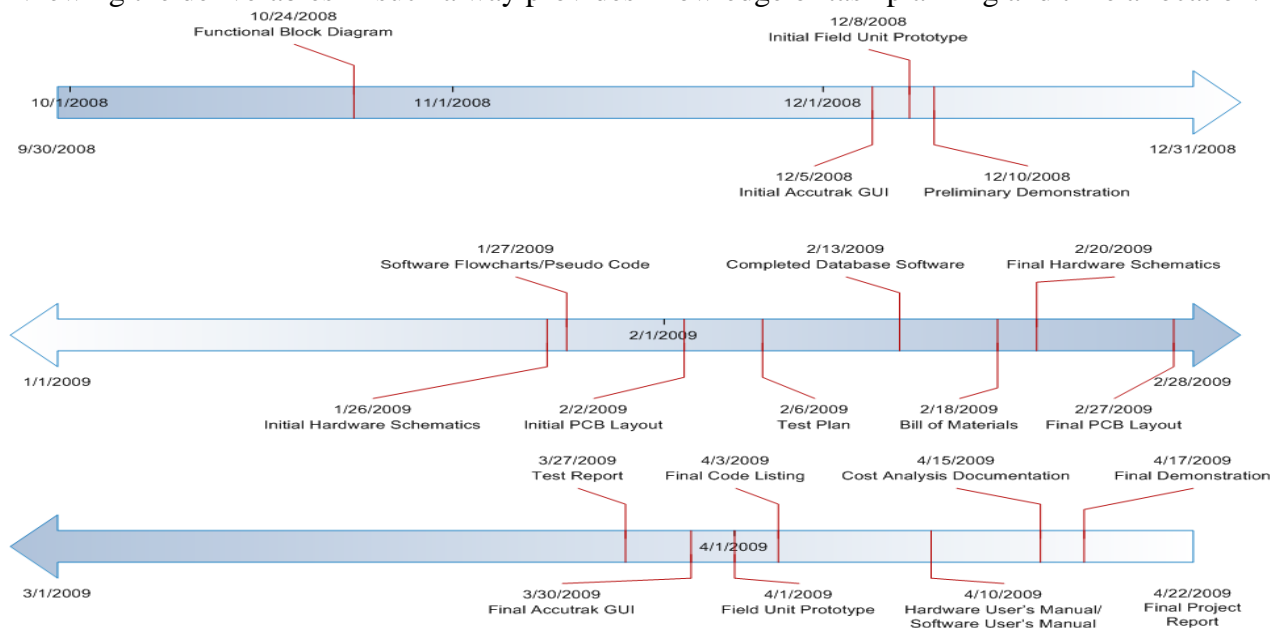 10/24/2008
Functional Block Diagram
12/8/2008
Initial Field Unit Prototype
10/1/2008
11/1/2008
12/1/2008
9/30/2008
12/31/2008
12/5/2008
Initial Accutrak GUI
12/10/2008
Preliminary Demonstration
1/27/2009
Software Flowcharts/Pseudo Code
2/13/2009
Completed Database Software
2/20/2009
Final Hardware Schematics
2/1/2009
1/1/2009
2/28/2009
1/26/2009
Initial Hardware Schematics
2/2/2009
Initial PCB Layout
2/6/2009
Test Plan
2/18/2009
Bill of Materials
2/27/2009
Final PCB Layout
3/27/2009
Test Report
4/3/2009
Final Code Listing
4/15/2009
Cost Analysis Documentation
4/17/2009
Final Demonstration
4/1/2009
3/1/2009
3/30/2009
Final Accutrak GUI
4/1/2009
Field Unit Prototype
4/10/2009
Hardware User's Manual/
Software User's Manual
4/22/2009
Final Project
Report